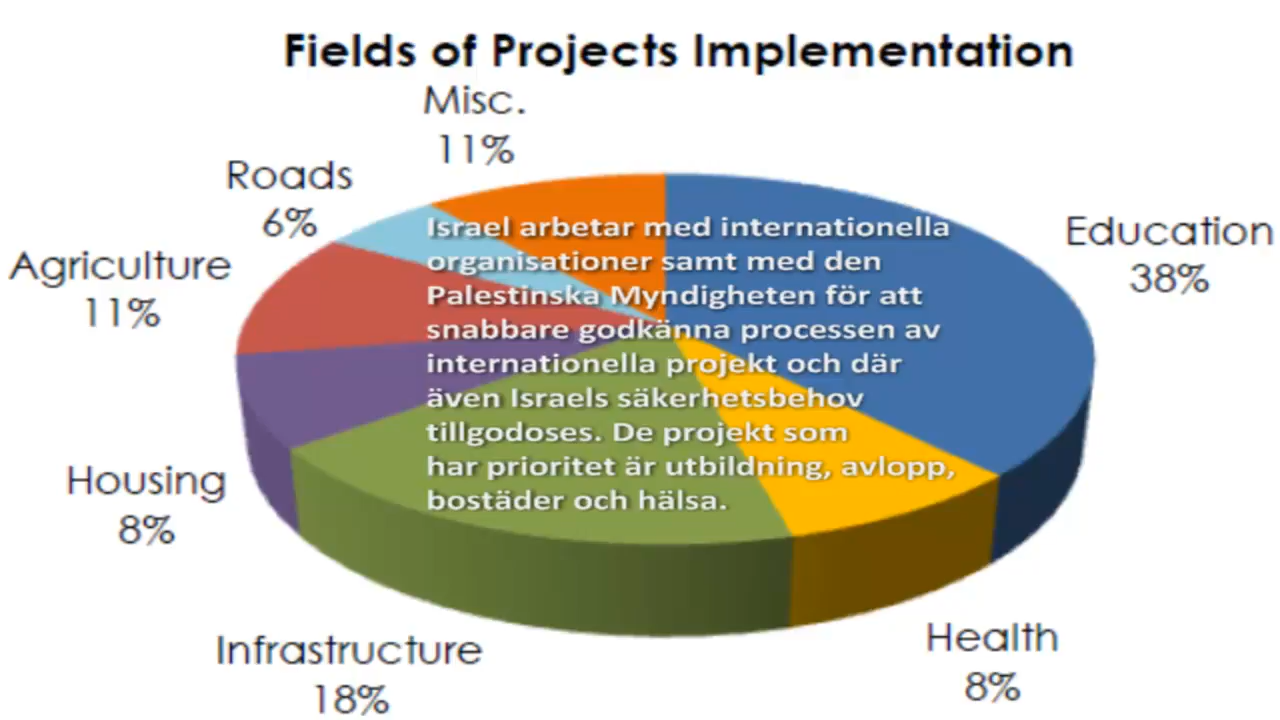 Fields of Projects Implementation
Misc.
11%
Roads
6%
Agriculture
11%
Education
38%
Israel arbetar med internationella
organisationer samt med den
Palestinska Myndigheten för att
snabbare godkänna processen av
internationella projekt och där
även Israels säkerhetsbehov
tillgodoses. De projekt som
har prioritet är utbildning, avlopp,
bostäder och hälsa.
Housing
8%
Infrastructure
18%
Health
8%